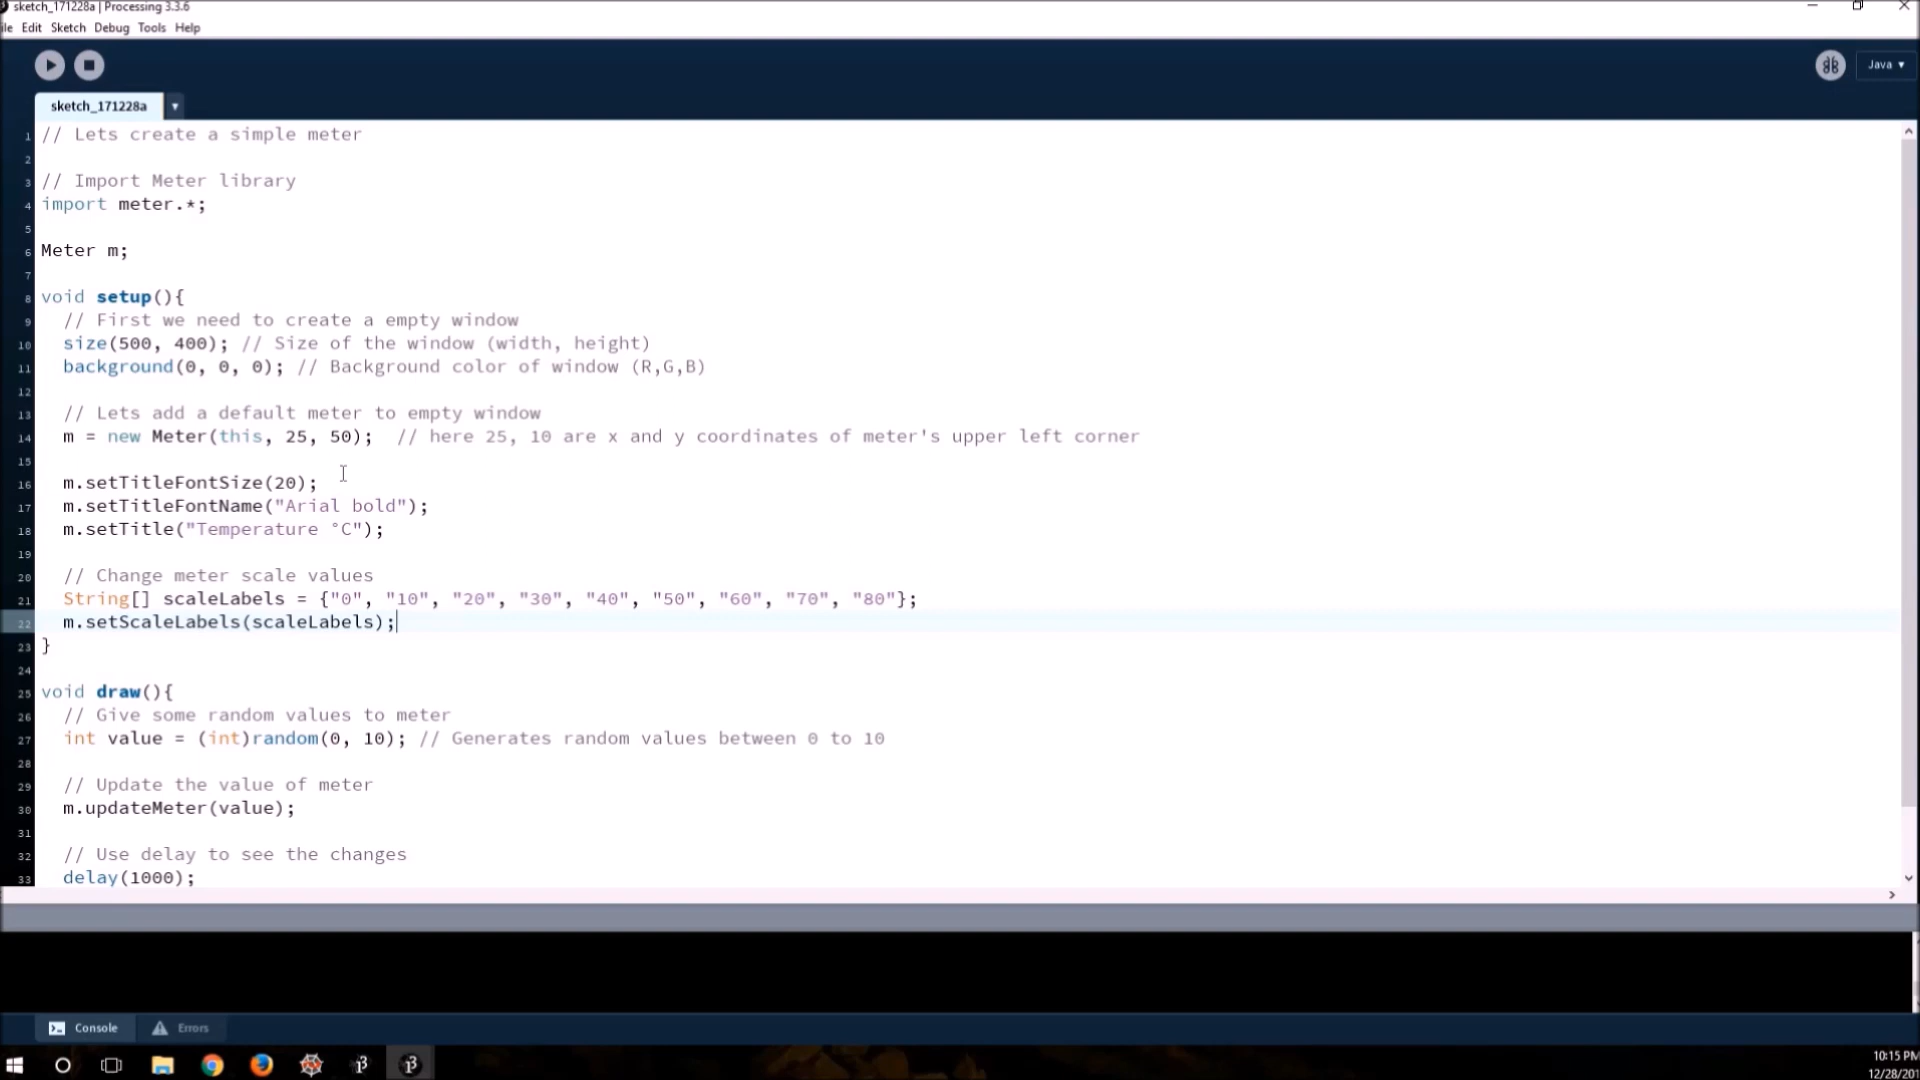 sketch_171228a | Processing 3.3.6
ile Edit Sketch Debug Tools Help
Java ▾
sketch_171228a ▾
1 // Lets create a simple meter
2
3 // Import Meter library
4 import meter.*;
5
6 Meter m;
7
8 void setup(){
9 // First we need to create a empty window
10 size(500, 400); // Size of the window (width, height)
11 background(0, 0, 0); // Background color of window (R,G,B)
12
13 // Lets add a default meter to empty window
14 m = new Meter(this, 25, 50); // here 25, 10 are x and y coordinates of meter's upper left corner
15
16 m.setTitleFontSize(20);
17 m.setTitleFontName("Arial bold");
18 m.setTitle("Temperature °C");
19
20 // Change meter scale values
21 String[] scaleLabels = {"0", "10", "20", "30", "40", "50", "60", "70", "80"};
22 m.setScaleLabels(scaleLabels);
23 }
24
25 void draw(){
26 // Give some random values to meter
27 int value = (int)random(0, 10); // Generates random values between 0 to 10
28
29 // Update the value of meter
30 m.updateMeter(value);
31
32 // Use delay to see the changes
33 delay(1000);
Console Errors
10:15 PM
12/28/201